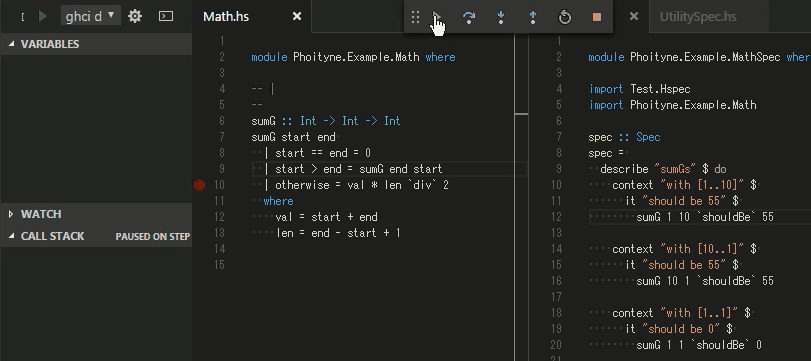 ghci d
VARIABLES
WATCH
CALL STACK PAUSED ON STEP
Math.hs
1
2 module Phoityne.Example.Math where
3
4 -- |
5 --
6 sumG :: Int -> Int -> Int
7 sumG start end
8 | start == end = 0
9 | start > end = sumG end start
10 | otherwise = val * len `div` 2
11 where
12 val = start + end
13 len = end - start + 1
14
15
UtilitySpec.hs
1
2 module Phoityne.Example.MathSpec wher
3
4 import Test.Hspec
5 import Phoityne.Example.Math
6
7 spec :: Spec
8 spec =
9 describe "sumGs" $ do
10 context "with [1..10]" $
11 it "should be 55" $
12 sumG 1 10 `shouldBe` 55
13
14 context "with [10..1]" $
15 it "should be 55" $
16 sumG 10 1 `shouldBe` 55
17
18 context "with [1..1]" $
19 it "should be 0" $
20 sumG 1 1 `shouldBe` 0
21